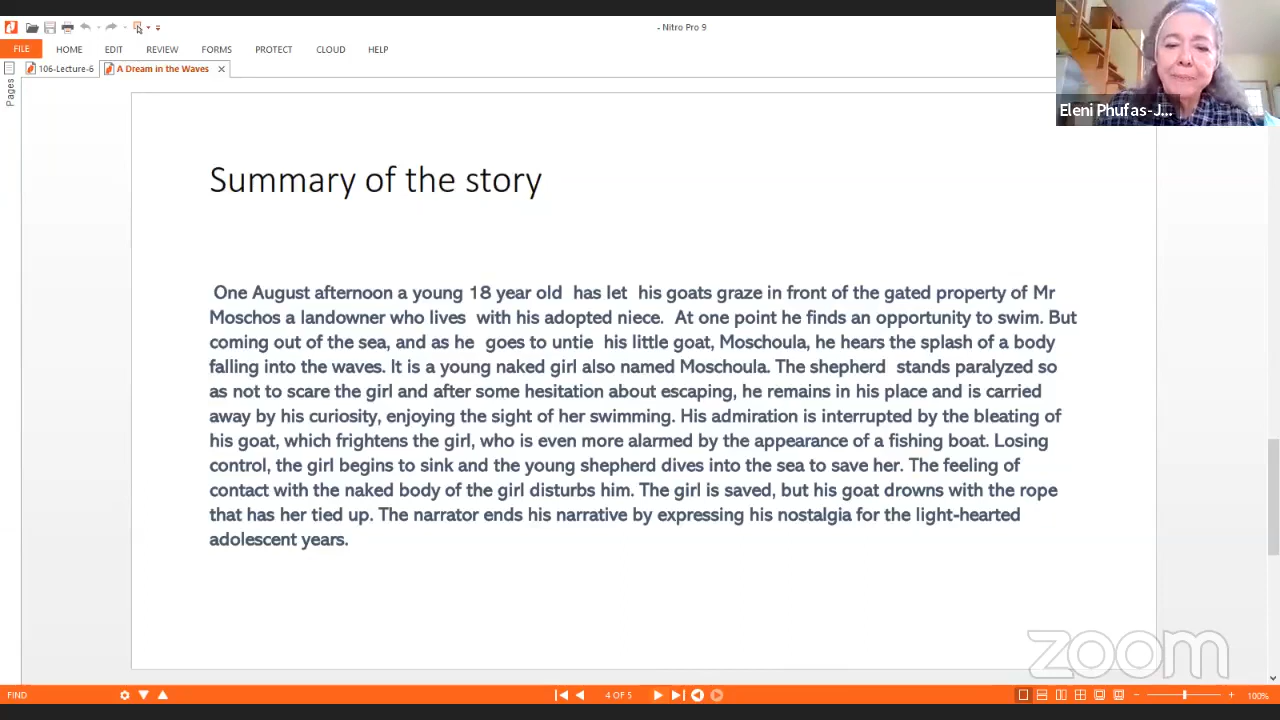 - Nitro Pro 9
FILE HOME EDIT REVIEW FORMS PROTECT CLOUD HELP
106-Lecture-6 A Dream in the Waves
Pages
Eleni Phufas-J...
Summary of the story
One August afternoon a young 18 year old has let his goats graze in front of the gated property of Mr
Moschos a landowner who lives with his adopted niece. At one point he finds an opportunity to swim. But
coming out of the sea, and as he goes to untie his little goat, Moschoula, he hears the splash of a body
falling into the waves. It is a young naked girl also named Moschoula. The shepherd stands paralyzed so
as not to scare the girl and after some hesitation about escaping, he remains in his place and is carried
away by his curiosity, enjoying the sight of her swimming. His admiration is interrupted by the bleating of
his goat, which frightens the girl, who is even more alarmed by the appearance of a fishing boat. Losing
control, the girl begins to sink and the young shepherd dives into the sea to save her. The feeling of
contact with the naked body of the girl disturbs him. The girl is saved, but his goat drowns with the rope
that has her tied up. The narrator ends his narrative by expressing his nostalgia for the light-hearted
adolescent years.
zoom
FIND 4 OF 5 100%